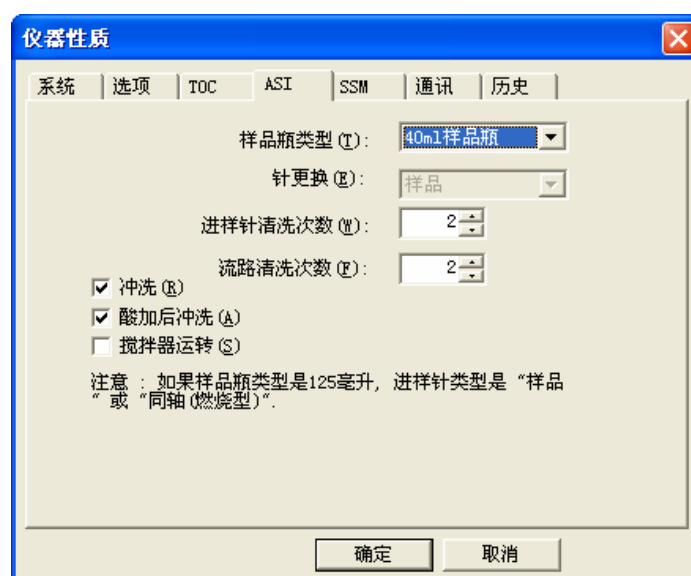 仪器性质
系统 选项 TOC ASI SSM 通讯 历史
样品瓶类型(T): 40ml样品瓶
针更换(E): 样品
进样针清洗次数(W): 2
流路清洗次数(F): 2
冲洗(R)
酸加后冲洗(A)
搅拌器运转(S)
注意 : 如果样品瓶类型是125毫升, 进样针类型是 “样品
” 或 “同轴(燃烧型)”.
确定 取消